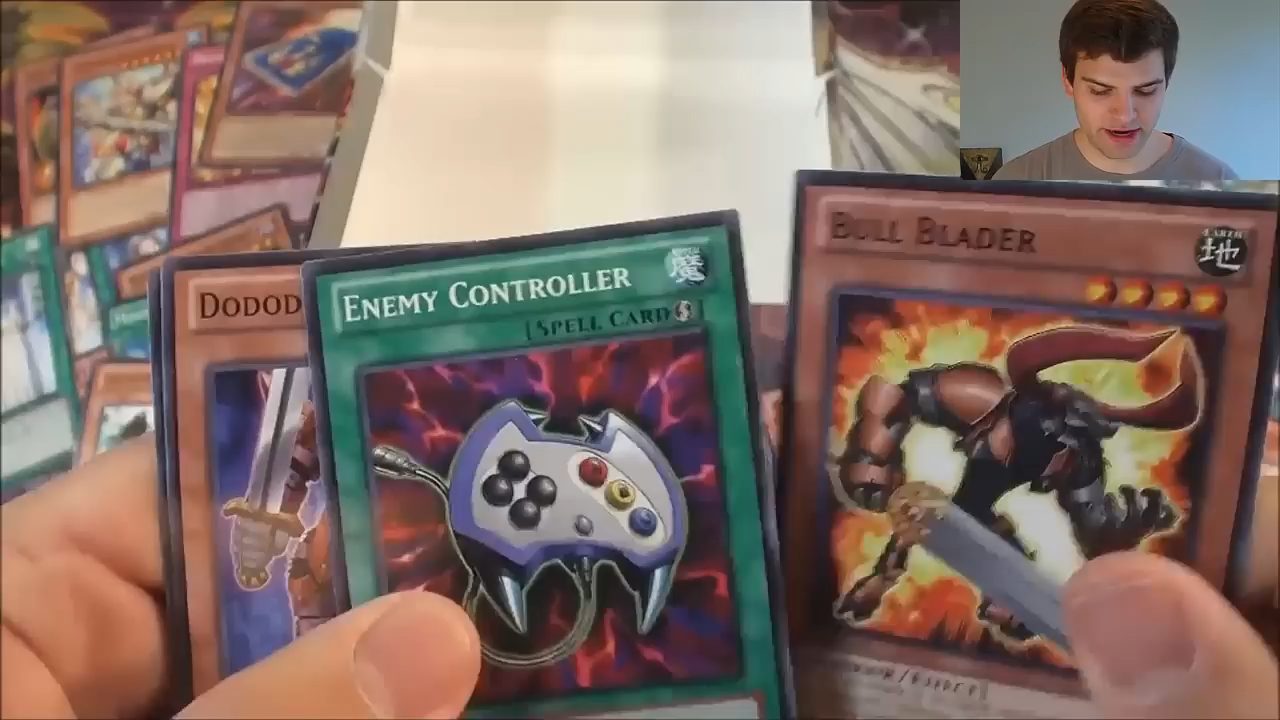 DODOD
ENEMY CONTROLLER
魔
[SPELL CARD
BULL BLADER
EARTH
地